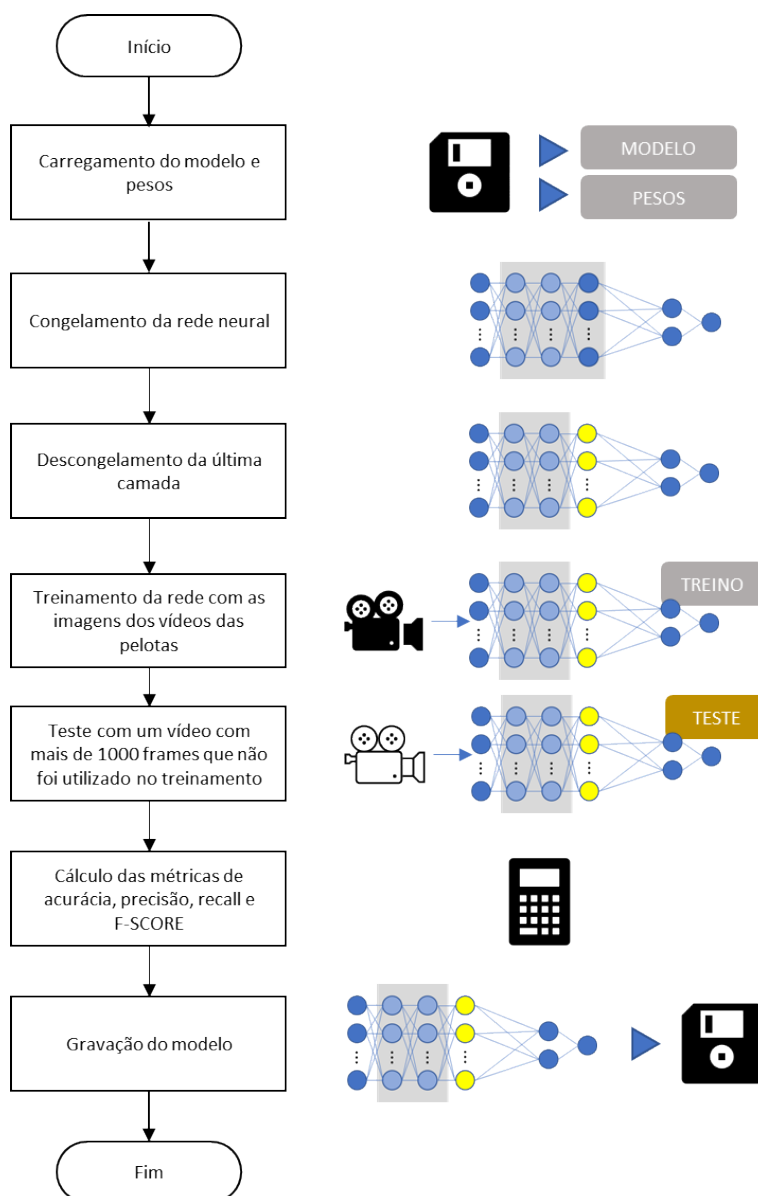 Início
Carregamento do modelo e
pesos
MODELO
PESOS
Congelamento da rede neural
Descongelamento da última
camada
Treinamento da rede com as
imagens dos vídeos das
pelotas
TREINO
Teste com um vídeo com
mais de 1000 frames que não
foi utilizado no treinamento
TESTE
Cálculo das métricas de
acurácia, precisão, recall e
F-SCORE
Gravação do modelo
Fim